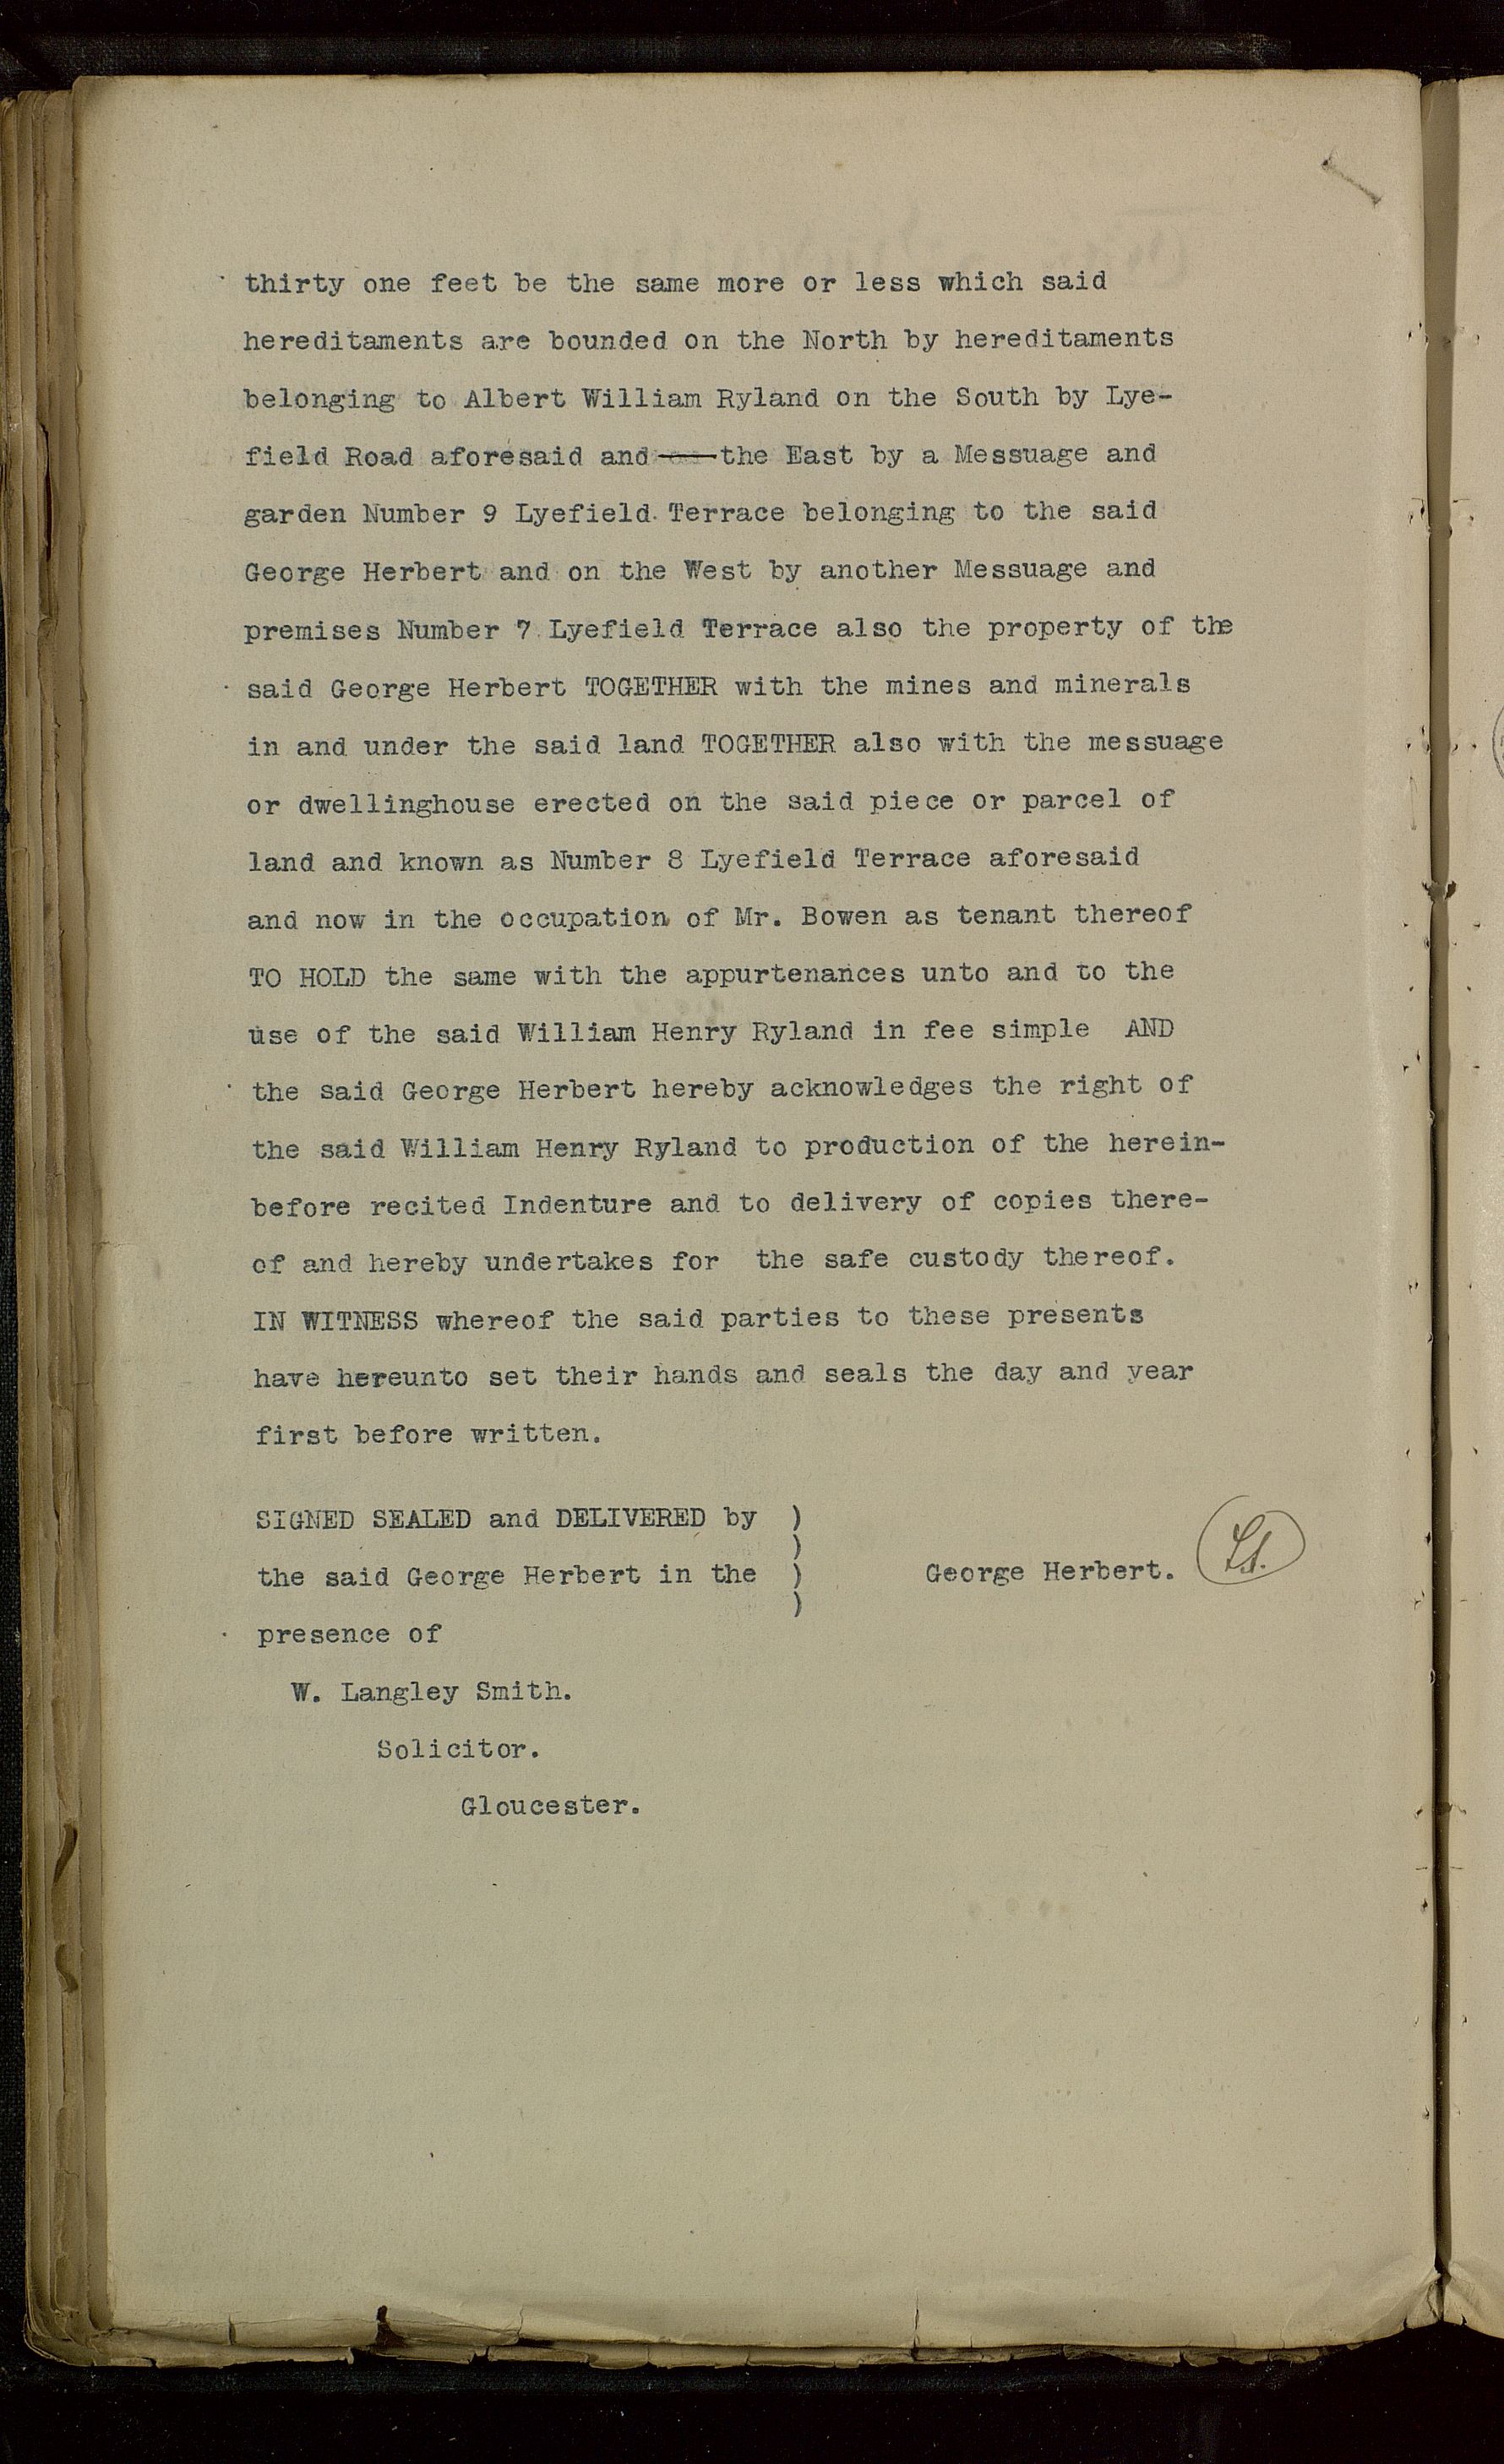 thirty one feet be the same more or less which said
hereditaments are bounded on the North by hereditaments
belonging to Albert William Ryland on the South by Lye-
field Road aforesaid and the East by a Messuage and
garden Number 9 Lyefield Terrace belonging to the said
George Herbert and on the West by another Messuage and
premises Number 7 Lyefield Terrace also the property of the
said George Herbert TOGETHER with the mines and minerals
in and under the said land TOGETHER also with the messuage
or dwellinghouse erected on the said piece or parcel of
land and known as Number 8 Lyefield Terrace aforesaid
and now in the occupation of Mr. Bowen as tenant thereof
TO HOLD the same with the appurtenances unto and to the
use of the said William Henry Ryland in fee simple AND
the said George Herbert hereby acknowledges the right of
the said William Henry Ryland to production of the herein-
before recited Indenture and to delivery of copies there-
of and hereby undertakes for the safe custody thereof.
IN WITNESS whereof the said parties to these presents
have hereunto set their hands and seals the day and year
first before written.
SIGNED SEALED and DELIVERED by )
)
the said George Herbert in the ) George Herbert.
)
presence of
W. Langley Smith.
Solicitor.
Gloucester.